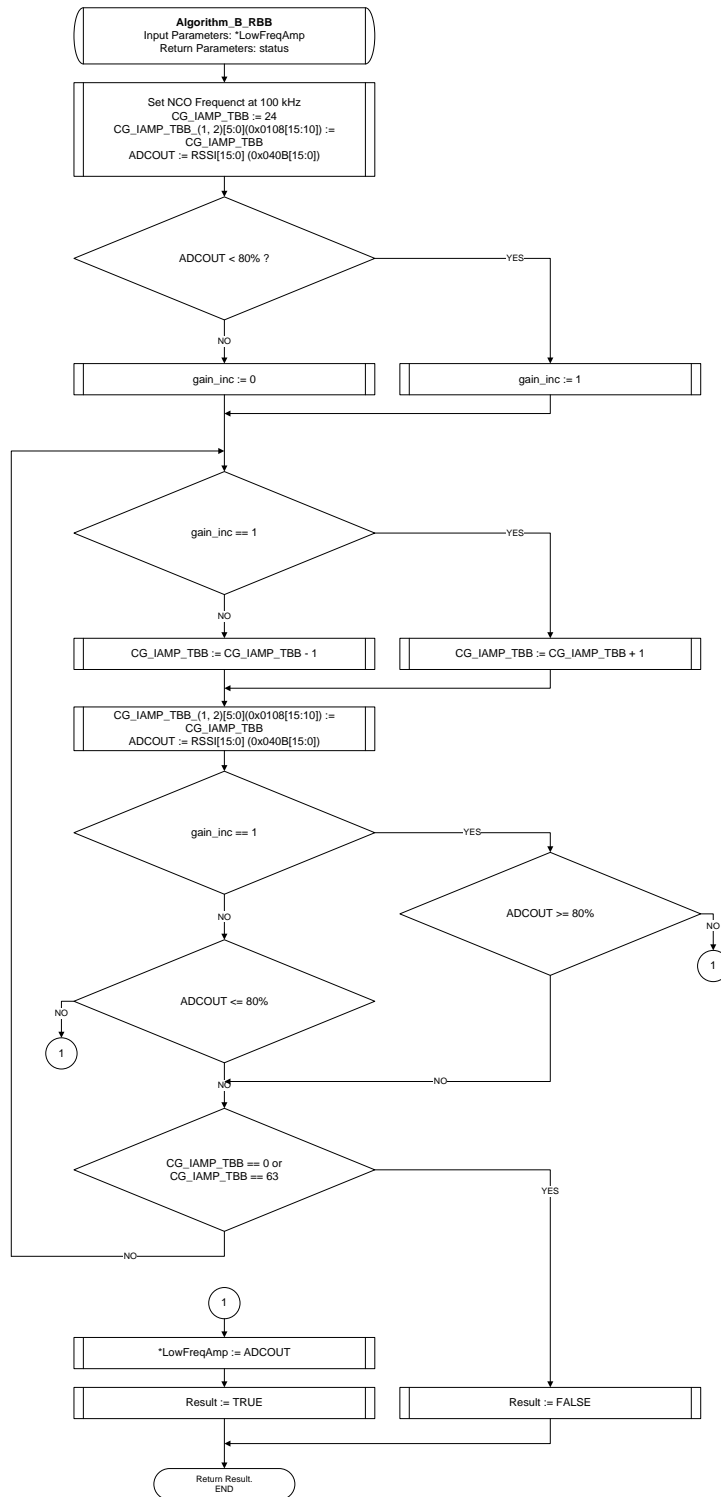 Algorithm_B_RBB
Input Parameters: *LowFreqAmp
Return Parameters: status
Set NCO Frequenct at 100 kHz
CG_IAMP_TBB := 24
CG_IAMP_TBB_(1, 2)[5:0](0x0108[15:10]) :=
CG_IAMP_TBB
ADCOUT := RSSI[15:0] (0x040B[15:0])
ADCOUT < 80% ?
YES
NO
gain_inc := 0
gain_inc := 1
gain_inc == 1
YES
NO
CG_IAMP_TBB := CG_IAMP_TBB - 1
CG_IAMP_TBB := CG_IAMP_TBB + 1
CG_IAMP_TBB_(1, 2)[5:0](0x0108[15:10]) :=
CG_IAMP_TBB
ADCOUT := RSSI[15:0] (0x040B[15:0])
gain_inc == 1
YES
NO
ADCOUT >= 80%
NO
1
ADCOUT <= 80%
NO
1
NO
NO
CG_IAMP_TBB == 0 or
CG_IAMP_TBB == 63
YES
NO
1
*LowFreqAmp := ADCOUT
Result := TRUE
Result := FALSE
Return Result.
END